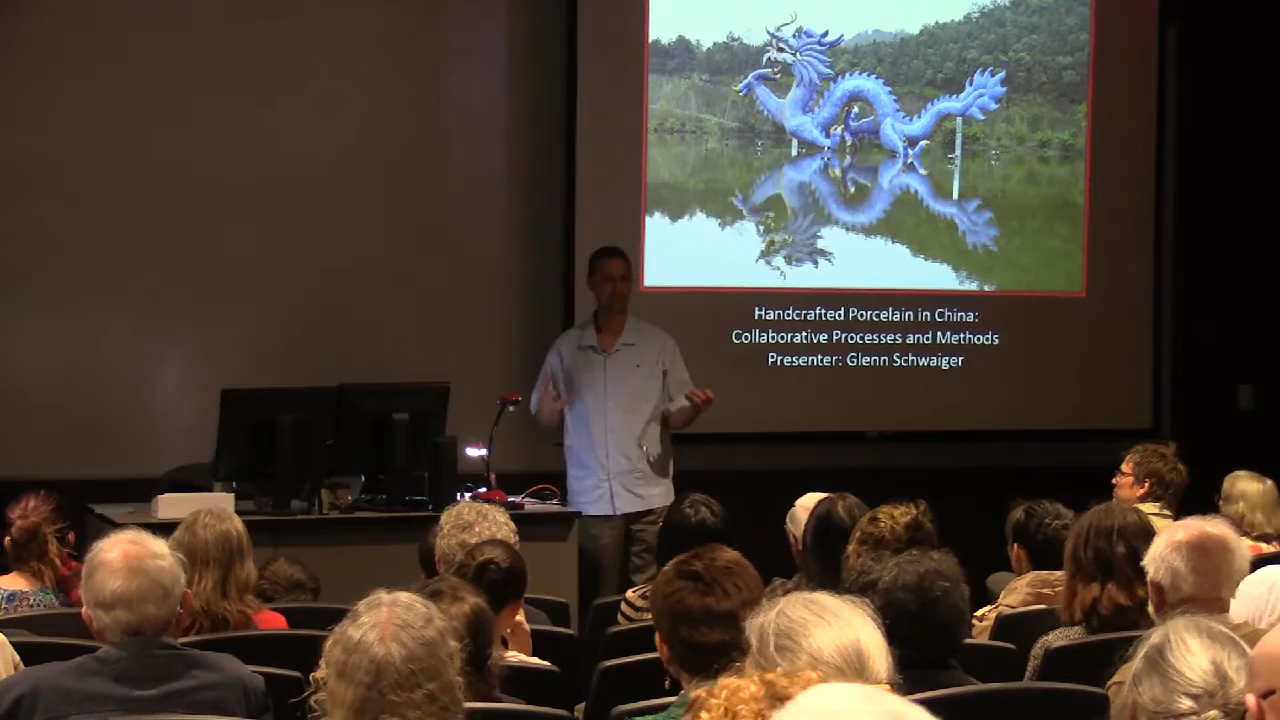 Handcrafted Porcelain in China:
Collaborative Processes and Methods
Presenter: Glenn Schwaiger